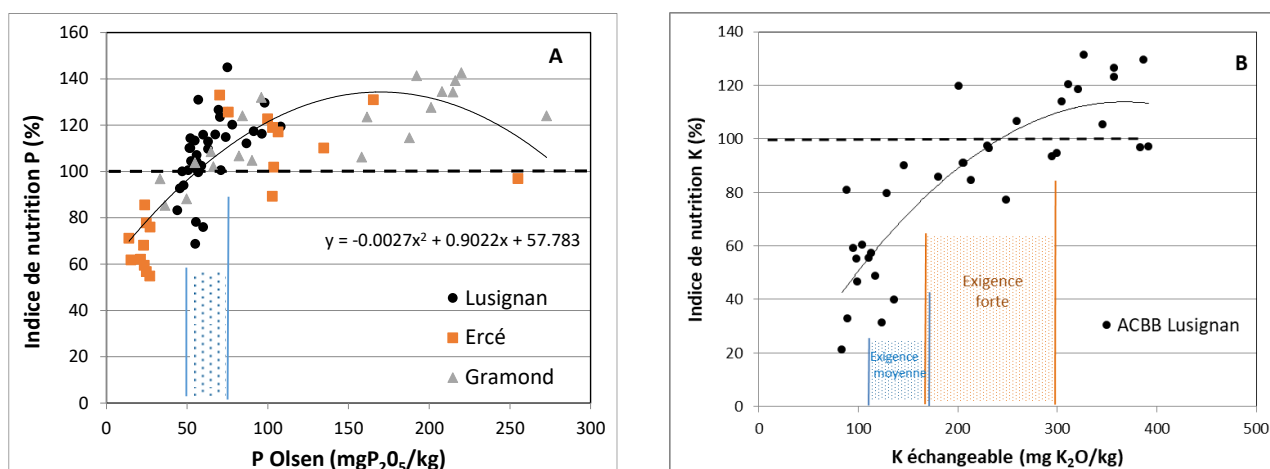 A
Indice de nutrition P (%)
160
140
120
100
80
60
40
20
0
y = -0.0027x² + 0.9022x + 57.783
Lusignan
Ercé
Gramond
0 50 100 150 200 250 300
P Olsen (mgP₂0₅/kg)
B
Indice de nutrition K (%)
140
120
100
80
60
40
20
0
Exigence
forte
Exigence
moyenne
ACBB Lusignan
0 100 200 300 400 500
K échangeable (mg K₂O/kg)